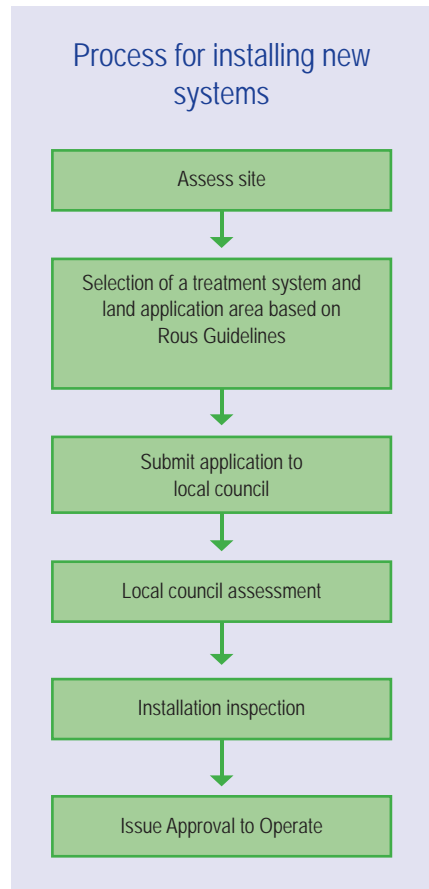 Process for installing new
systems
Assess site
Selection of a treatment system and
land application area based on
Rous Guidelines
Submit application to
local council
Local council assessment
Installation inspection
Issue Approval to Operate